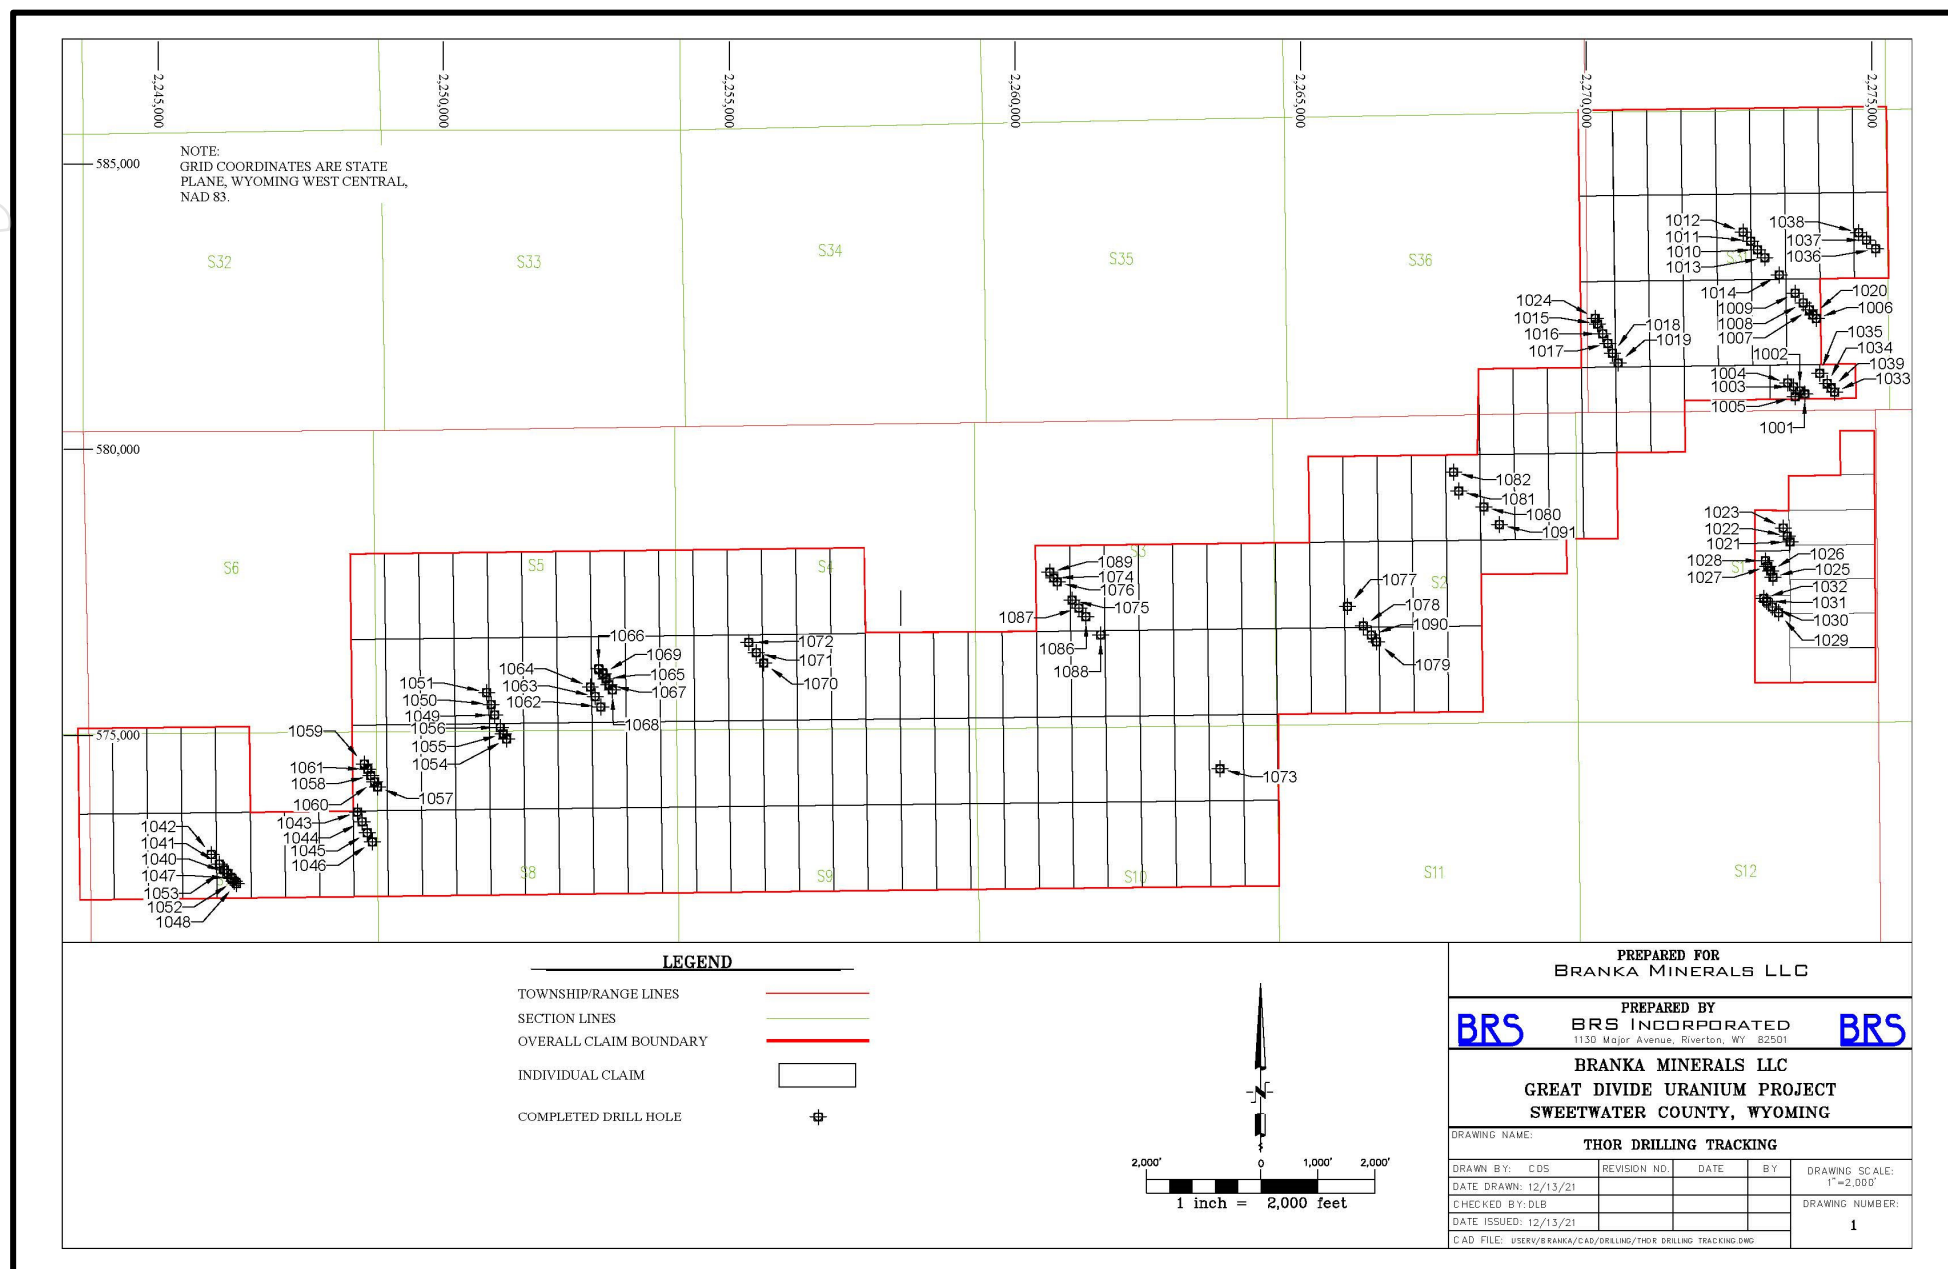 2,245,000
2,250,000
2,255,000
2,260,000
2,265,000
2,270,000
2,275,000
585,000
NOTE:
GRID COORDINATES ARE STATE
PLANE, WYOMING WEST CENTRAL,
NAD 83.
S32
S33
S34
S35
S36
1012
1011
1010
1013
1038
1037
1036
1014
1009
1008
1007
1020
1006
1024
1015
1016
1017
1018
1019
1035
1034
1039
1033
1002
1004
1003
1005
1001
580,000
1082
1081
1080
1091
1023
1022
1021
1028
1027
1026
1025
1032
1031
1030
1029
S6
S5
S4
S3
S2
1089
1074
1076
1075
1087
1086
1088
1077
1078
1090
1079
1066
1069
1065
1067
1068
1064
1063
1062
1072
1071
1070
1051
1050
1049
1056
1055
1054
575,000
1059
1061
1058
1060
1057
1073
1043
1044
1045
1046
1042
1041
1040
1047
1053
1052
1048
S8
S9
S10
S11
S12
LEGEND
TOWNSHIP/RANGE LINES
SECTION LINES
OVERALL CLAIM BOUNDARY
INDIVIDUAL CLAIM
COMPLETED DRILL HOLE
N
2,000' 0 1,000' 2,000'
1 inch = 2,000 feet
PREPARED FOR
BRANKA MINERALS LLC
PREPARED BY
BRS BRS INCORPORATED BRS
1130 Major Avenue, Riverton, WY 82501
BRANKA MINERALS LLC
GREAT DIVIDE URANIUM PROJECT
SWEETWATER COUNTY, WYOMING
DRAWING NAME:
THOR DRILLING TRACKING
DRAWN BY: CDS REVISION NO. DATE BY DRAWING SCALE:
1"=2,000'
DATE DRAWN: 12/13/21
CHECKED BY: DLB DRAWING NUMBER:
DATE ISSUED: 12/13/21 1
CAD FILE: USERV/BRANKA/CAD/DRILLING/THOR DRILLING TRACKING.DWG